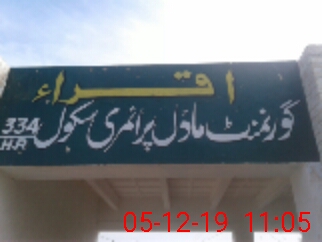 اقراء
گورنمنٹ ماڈل پرائمری سکول 334/HR
05-12-19 11:05